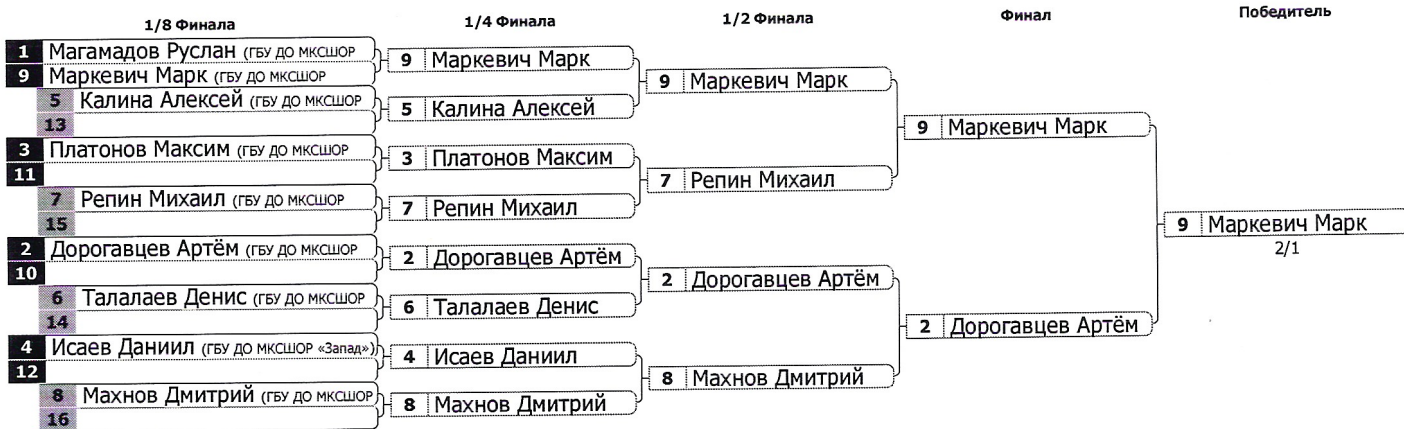 1/8 Финала
1/4 Финала
1/2 Финала
Финал
Победитель
1 Магамадов Руслан (ГБУ ДО МКСШОР
9 Маркевич Марк (ГБУ ДО МКСШОР
5 Калина Алексей (ГБУ ДО МКСШОР
13
3 Платонов Максим (ГБУ ДО МКСШОР
11
7 Репин Михаил (ГБУ ДО МКСШОР
15
2 Дорогавцев Артём (ГБУ ДО МКСШОР
10
6 Талалаев Денис (ГБУ ДО МКСШОР
14
4 Исаев Даниил (ГБУ ДО МКСШОР «Запад»)
12
8 Махнов Дмитрий (ГБУ ДО МКСШОР
16
9 Маркевич Марк
5 Калина Алексей
3 Платонов Максим
7 Репин Михаил
2 Дорогавцев Артём
6 Талалаев Денис
4 Исаев Даниил
8 Махнов Дмитрий
9 Маркевич Марк
7 Репин Михаил
2 Дорогавцев Артём
8 Махнов Дмитрий
9 Маркевич Марк
2 Дорогавцев Артём
9 Маркевич Марк
2/1